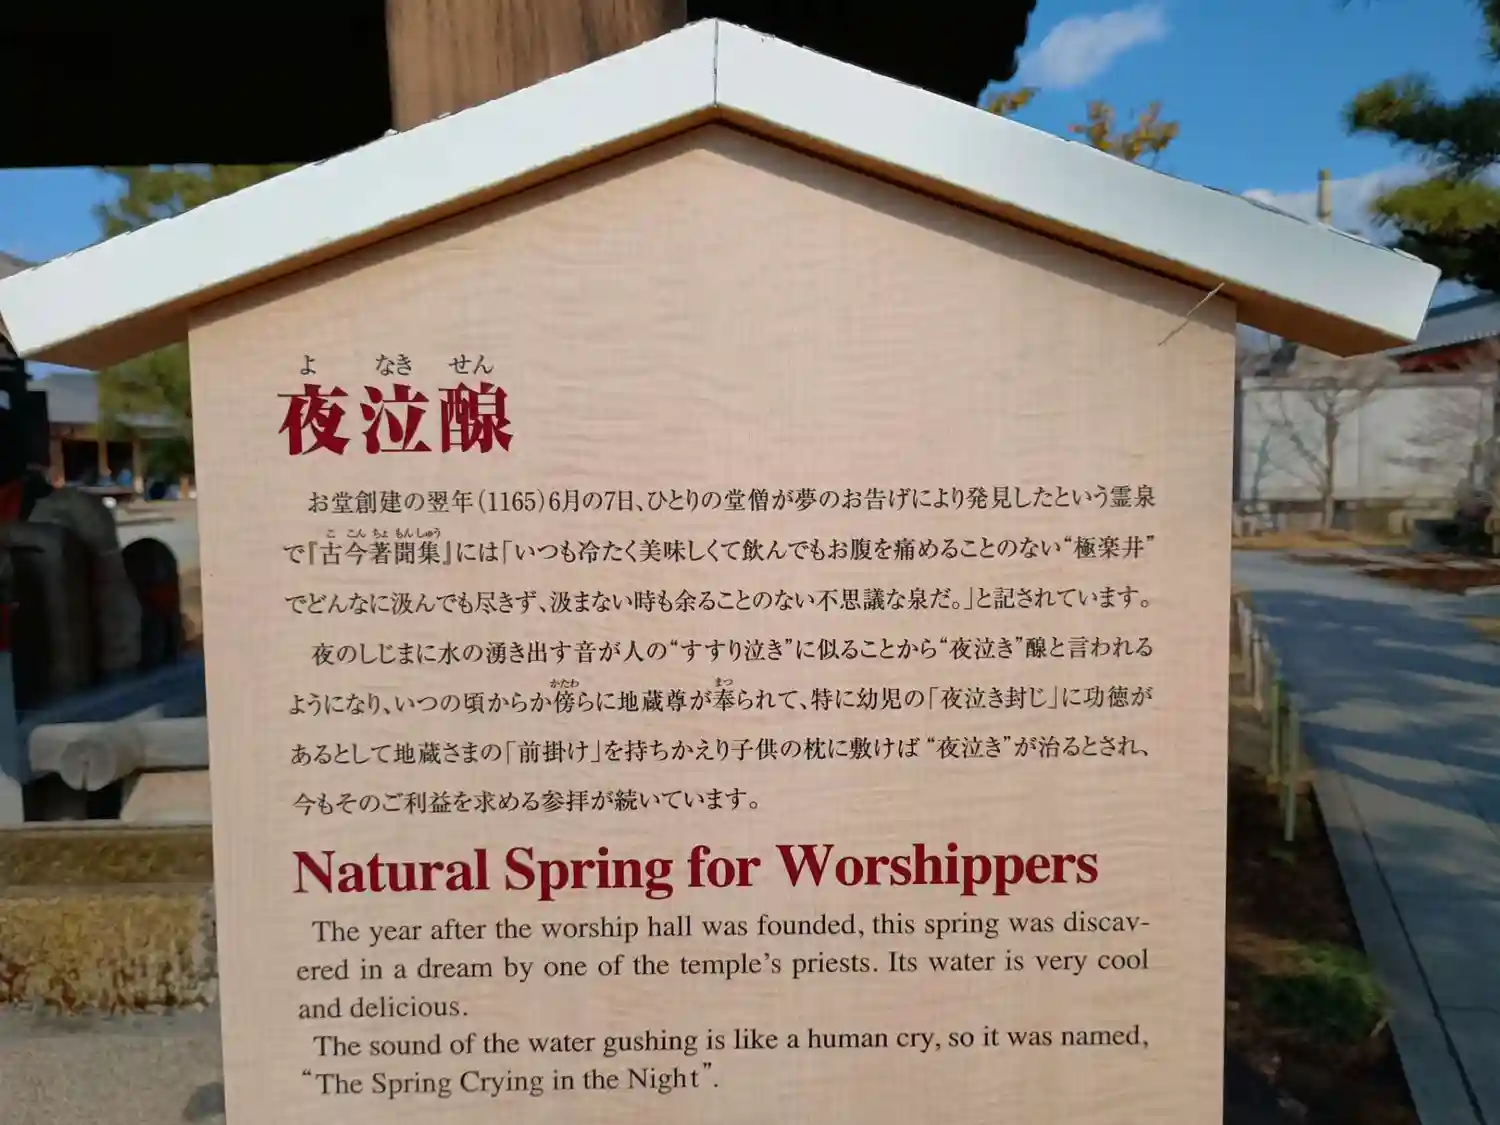 よ なき せん
夜泣醁
お堂創建の翌年(1165)6月の7日、ひとりの堂僧が夢のお告げにより発見したという霊泉
こ こん ちょ もん しゅう
で『古今著聞集』には「いつも冷たく美味しくて飲んでもお腹を痛めることのない“極楽井”
でどんなに汲んでも尽きず、汲まない時も余ることのない不思議な泉だ。」と記されています。
夜のしじまに水の湧き出す音が人の“すすり泣き”に似ることから“夜泣き”醁と言われる
かたわ まつ
ようになり、いつの頃からか傍らに地蔵尊が奉られて、特に幼児の「夜泣き封じ」に功徳が
あるとして地蔵さまの「前掛け」を持ちかえり子供の枕に敷けば “夜泣き”が治るとされ、
今もそのご利益を求める参拝が続いています。
Natural Spring for Worshippers
The year after the worship hall was founded, this spring was discav-
ered in a dream by one of the temple’s priests. Its water is very cool
and delicious.
The sound of the water gushing is like a human cry, so it was named,
“The Spring Crying in the Night”.